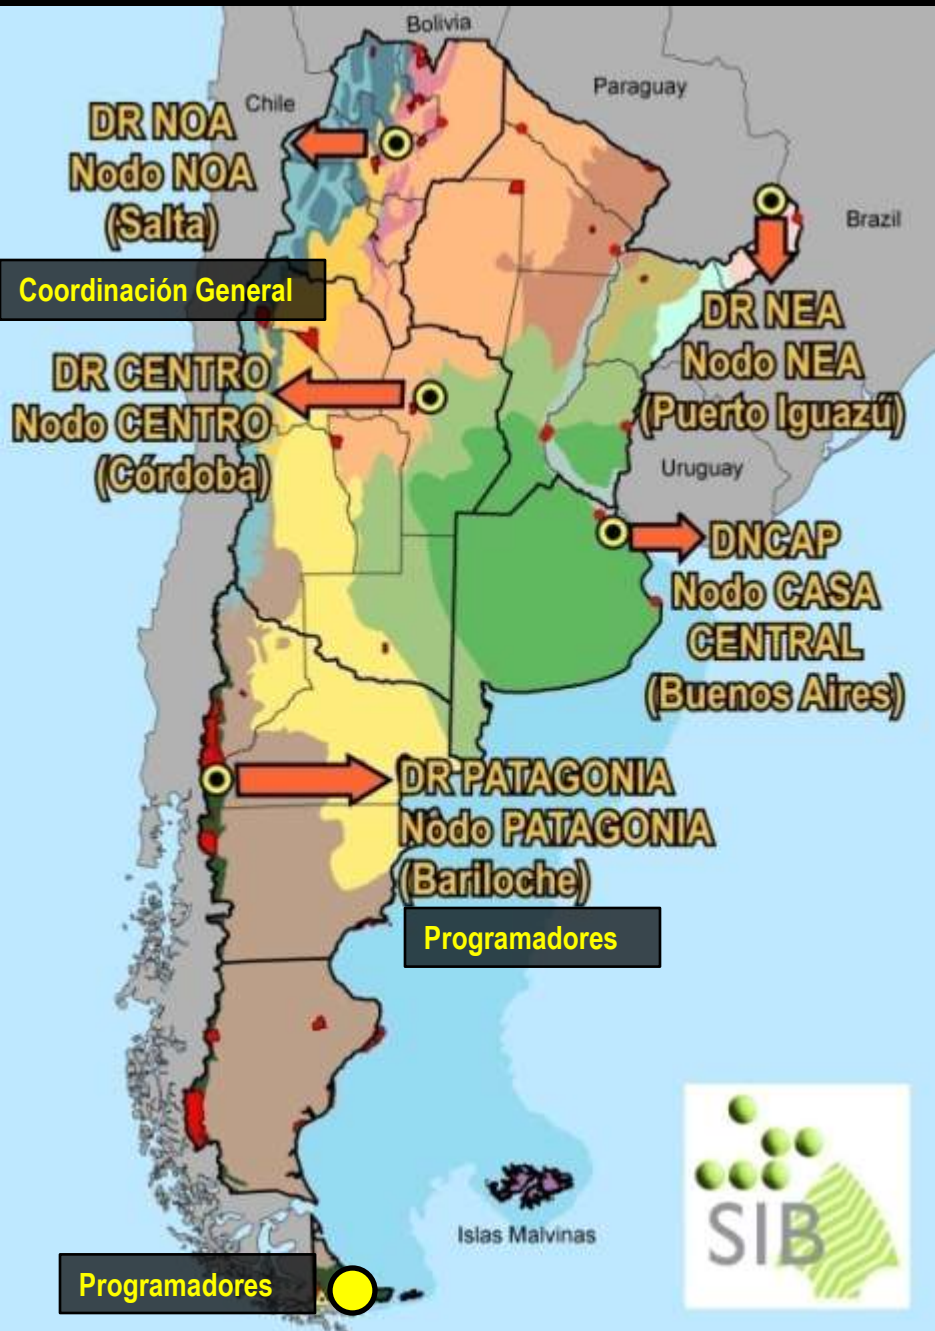 Bolivia
Paraguay
Chile
DR NOA
Nodo NOA
(Salta)
Brazil
Coordinación General
DR NEA
Nodo NEA
(Puerto Iguazú)
DR CENTRO
Nodo CENTRO
(Córdoba)
Uruguay
DNCAP
Nodo CASA
CENTRAL
(Buenos Aires)
DR PATAGONIA
Nodo PATAGONIA
(Bariloche)
Programadores
SIB
Islas Malvinas
Programadores